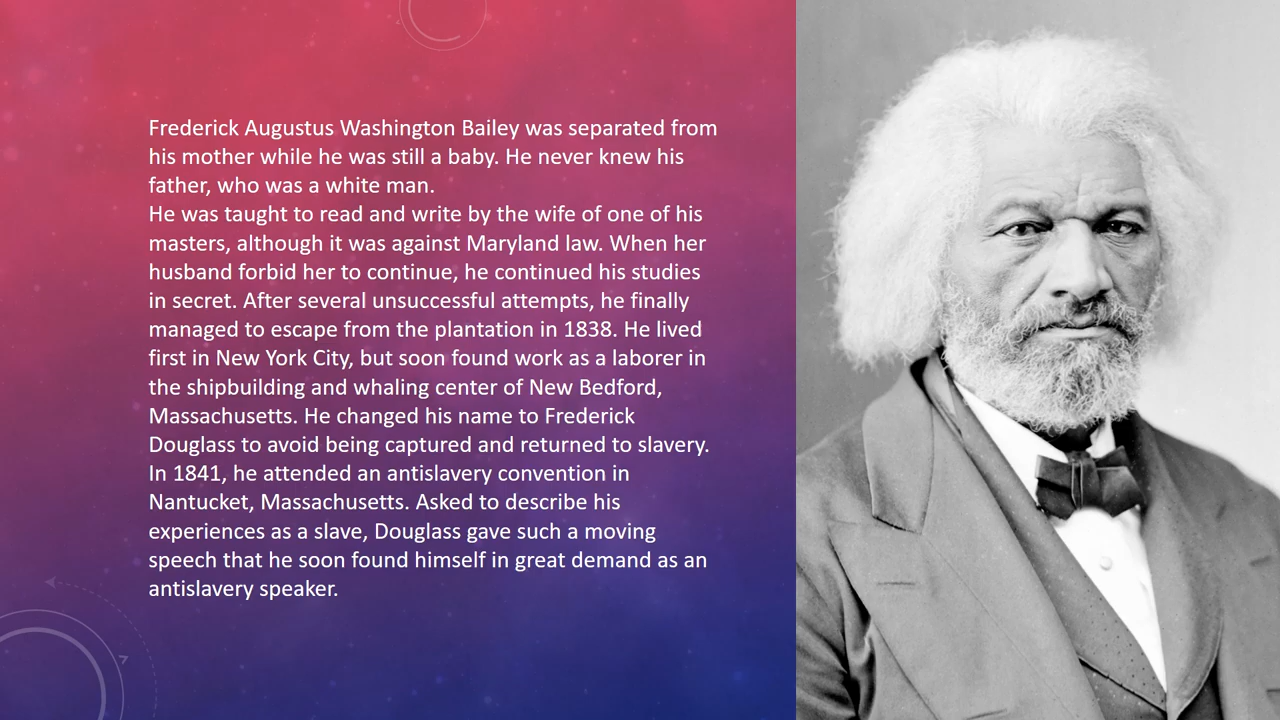 Frederick Augustus Washington Bailey was separated from
his mother while he was still a baby. He never knew his
father, who was a white man.
He was taught to read and write by the wife of one of his
masters, although it was against Maryland law. When her
husband forbid her to continue, he continued his studies
in secret. After several unsuccessful attempts, he finally
managed to escape from the plantation in 1838. He lived
first in New York City, but soon found work as a laborer in
the shipbuilding and whaling center of New Bedford,
Massachusetts. He changed his name to Frederick
Douglass to avoid being captured and returned to slavery.
In 1841, he attended an antislavery convention in
Nantucket, Massachusetts. Asked to describe his
experiences as a slave, Douglass gave such a moving
speech that he soon found himself in great demand as an
antislavery speaker.